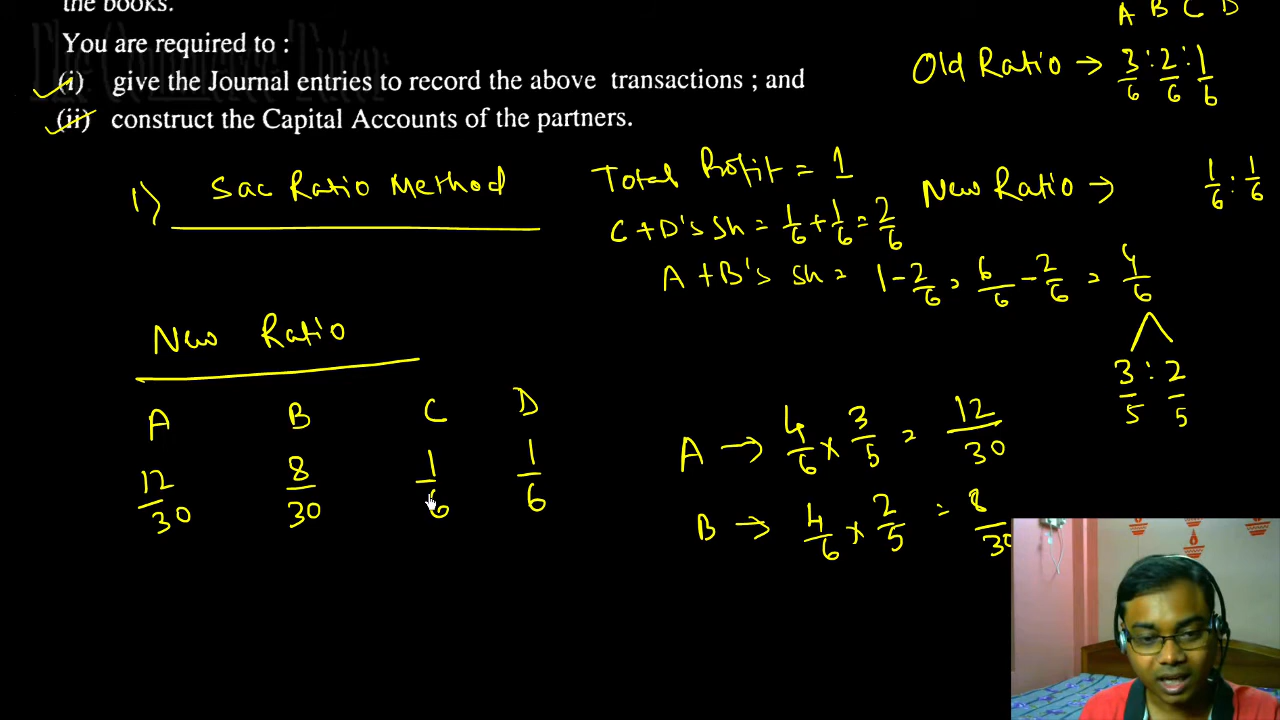 the books.
You are required to :
(i) give the Journal entries to record the above transactions ; and
(ii) construct the Capital Accounts of the partners.
A B C D
Old Ratio → 3/6 : 2/6 : 1/6
1) Sac Ratio Method
Total Profit = 1
New Ratio → 1/6 : 1/6
C + D's Sh = 1/6 + 1/6 = 2/6
A + B's Sh = 1 - 2/6 = 6/6 - 2/6 = 4/6
3/5 : 2/5
New Ratio
A B C D
12/30 8/30 1/6 1/6
A → 4/6 × 3/5 = 12/30
B → 4/6 × 2/5 = 8/30